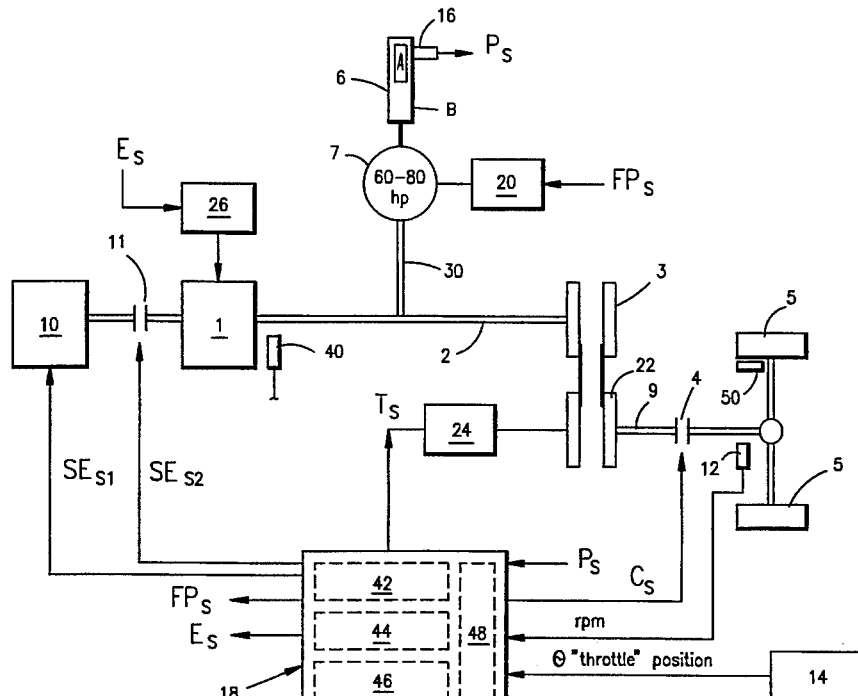 16
P_S
A
6
B
7
E_S
60–80
hp
20
FP_S
26
11
30
3
5
10
1
2
40
22
4
9
50
T_S
24
12
SE_S1
SE_S2
5
P_S
42
C_S
FP_S
rpm
44
48
E_S
Θ "throttle" position
46
14
18